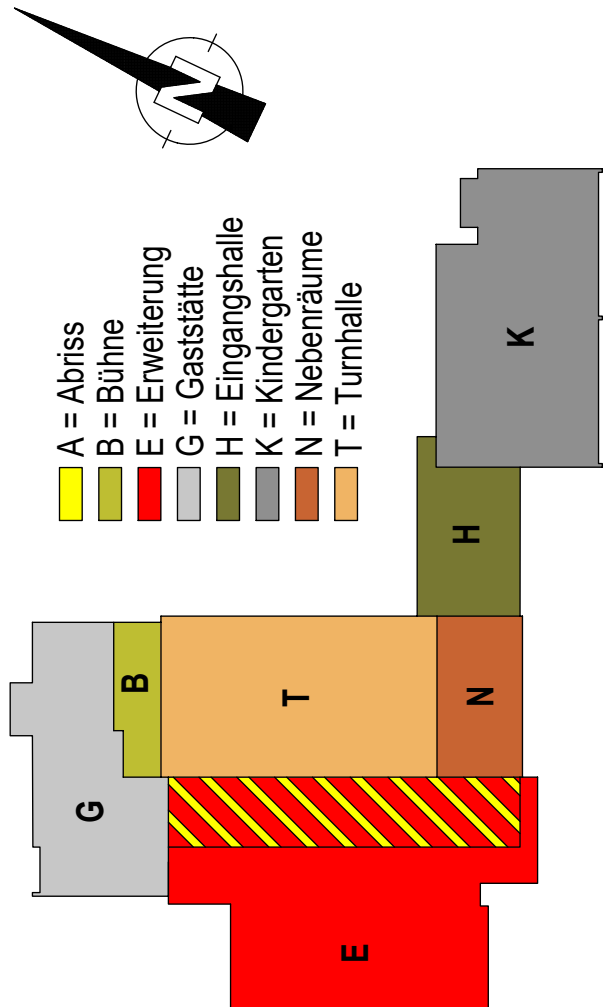 N
A = Abriss
B = Bühne
E = Erweiterung
G = Gaststätte
H = Eingangshalle
K = Kindergarten
N = Nebenräume
T = Turnhalle
G
B
T
N
H
K
E